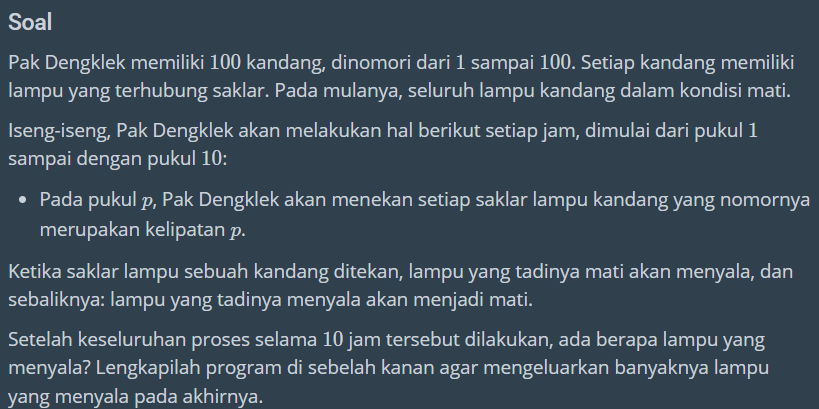 Soal
Pak Dengklek memiliki 100 kandang, dinomori dari 1 sampai 100. Setiap kandang memiliki
lampu yang terhubung saklar. Pada mulanya, seluruh lampu kandang dalam kondisi mati.
Iseng-iseng, Pak Dengklek akan melakukan hal berikut setiap jam, dimulai dari pukul 1
sampai dengan pukul 10:
• Pada pukul p, Pak Dengklek akan menekan setiap saklar lampu kandang yang nomornya
merupakan kelipatan p.
Ketika saklar lampu sebuah kandang ditekan, lampu yang tadinya mati akan menyala, dan
sebaliknya: lampu yang tadinya menyala akan menjadi mati.
Setelah keseluruhan proses selama 10 jam tersebut dilakukan, ada berapa lampu yang
menyala? Lengkapilah program di sebelah kanan agar mengeluarkan banyaknya lampu
yang menyala pada akhirnya.